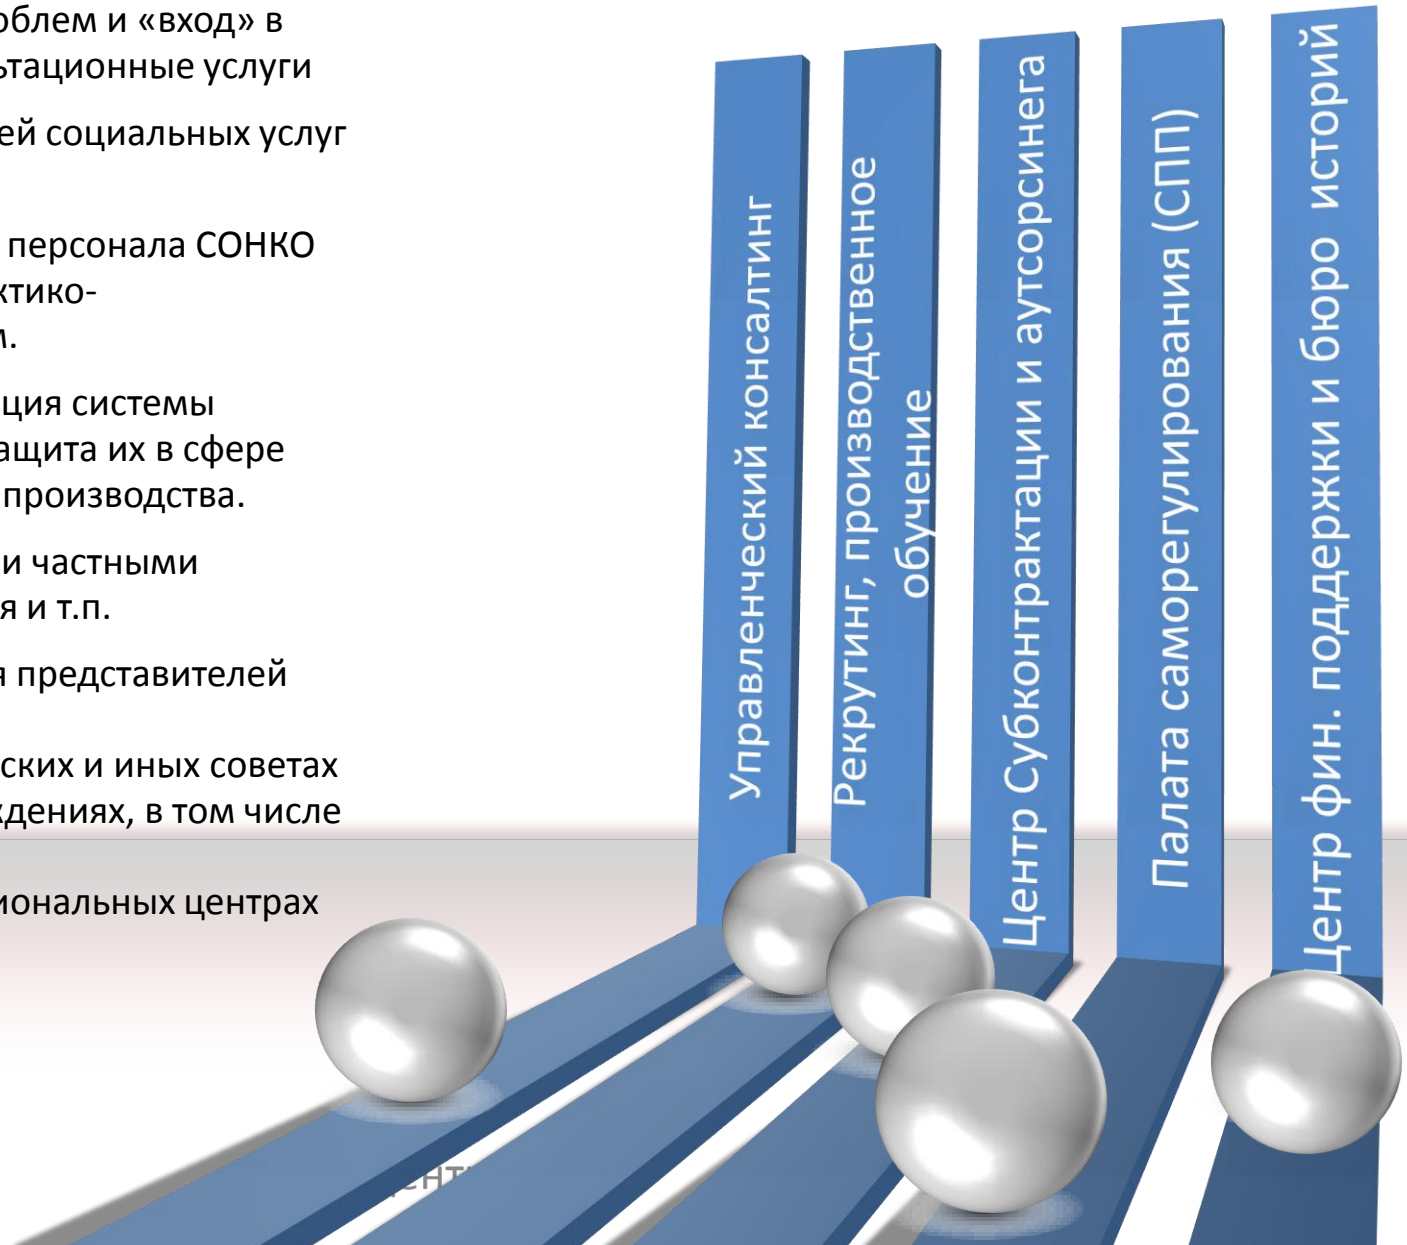 облем и «вход» в
ьтационные услуги
ей социальных услуг
персонала СОНКО
ктико-
м.
ция системы
ащита их в сфере
производства.
и частными
я и т.п.
я представителей
ских и иных советах
ждениях, в том числе
иональных центрах
Управленческий консалтинг
Рекрутинг, производственное
обучение
Центр Субконтрактации и аутсорсинега
Палата саморегулирования (СПП)
Центр фин. поддержки и бюро историй